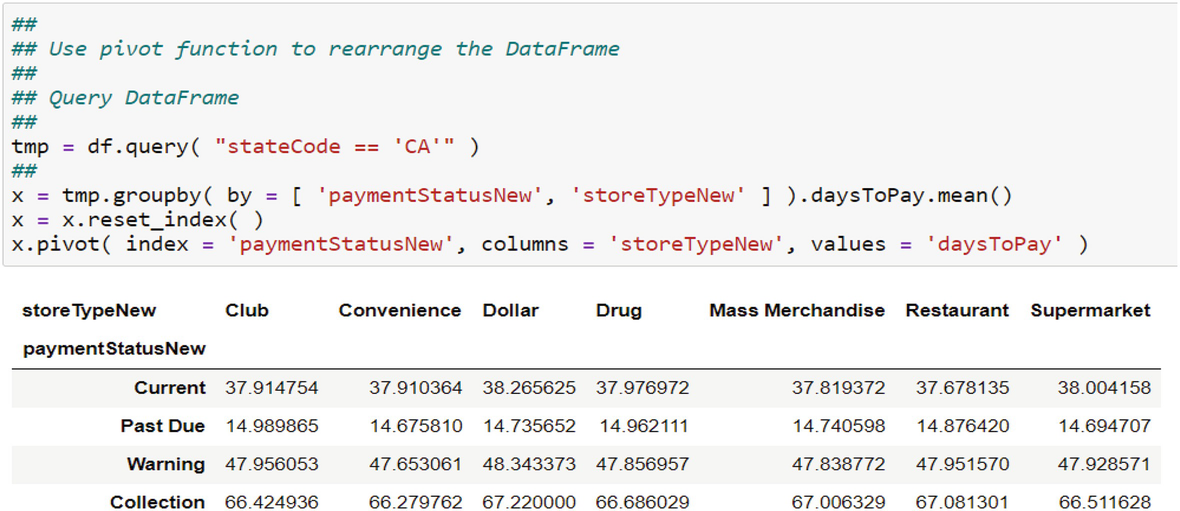 ##
## Use pivot function to rearrange the DataFrame
##
## Query DataFrame
##
tmp = df.query( "stateCode == 'CA'" )
##
x = tmp.groupby( by = [ 'paymentStatusNew', 'storeTypeNew' ] ).daysToPay.mean()
x = x.reset_index( )
x.pivot( index = 'paymentStatusNew', columns = 'storeTypeNew', values = 'daysToPay' )
storeTypeNew Club Convenience Dollar Drug Mass Merchandise Restaurant Supermarket
paymentStatusNew
Current 37.914754 37.910364 38.265625 37.976972 37.819372 37.678135 38.004158
Past Due 14.989865 14.675810 14.735652 14.962111 14.740598 14.876420 14.694707
Warning 47.956053 47.653061 48.343373 47.856957 47.838772 47.951570 47.928571
Collection 66.424936 66.279762 67.220000 66.686029 67.006329 67.081301 66.511628